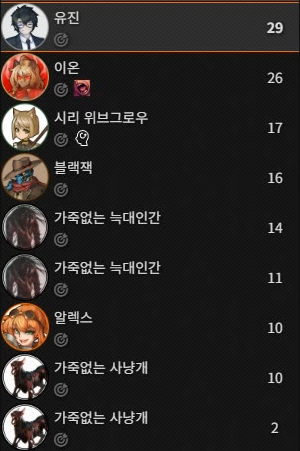 유진
29
이온
26
시리 위브그로우
17
블랙잭
16
가죽없는 늑대인간
14
가죽없는 늑대인간
11
알렉스
10
가죽없는 사냥개
10
가죽없는 사냥개
2